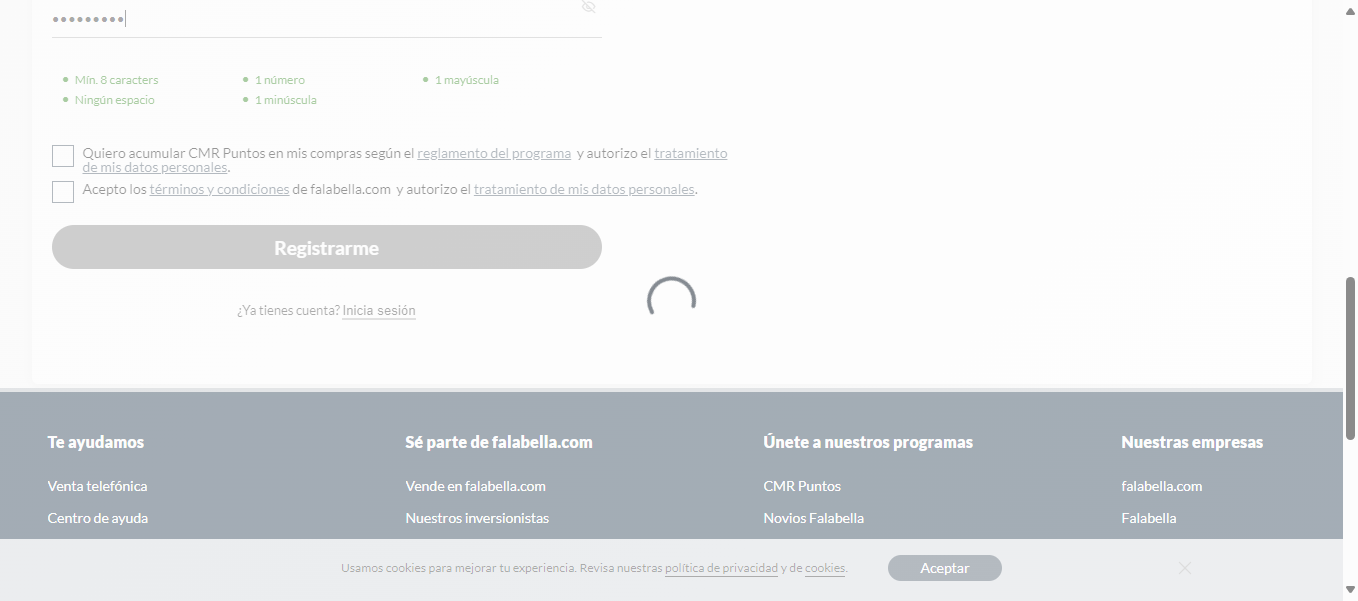 •••••••••
Mín. 8 caracters
1 número
1 mayúscula
Ningún espacio
1 minúscula
Quiero acumular CMR Puntos en mis compras según el reglamento del programa y autorizo el tratamiento
de mis datos personales.
Acepto los términos y condiciones de falabella.com y autorizo el tratamiento de mis datos personales.
Registrarme
¿Ya tienes cuenta? Inicia sesión
Te ayudamos
Sé parte de falabella.com
Únete a nuestros programas
Nuestras empresas
Venta telefónica
Vende en falabella.com
CMR Puntos
falabella.com
Centro de ayuda
Nuestros inversionistas
Novios Falabella
Falabella
Usamos cookies para mejorar tu experiencia. Revisa nuestras política de privacidad y de cookies.
Aceptar